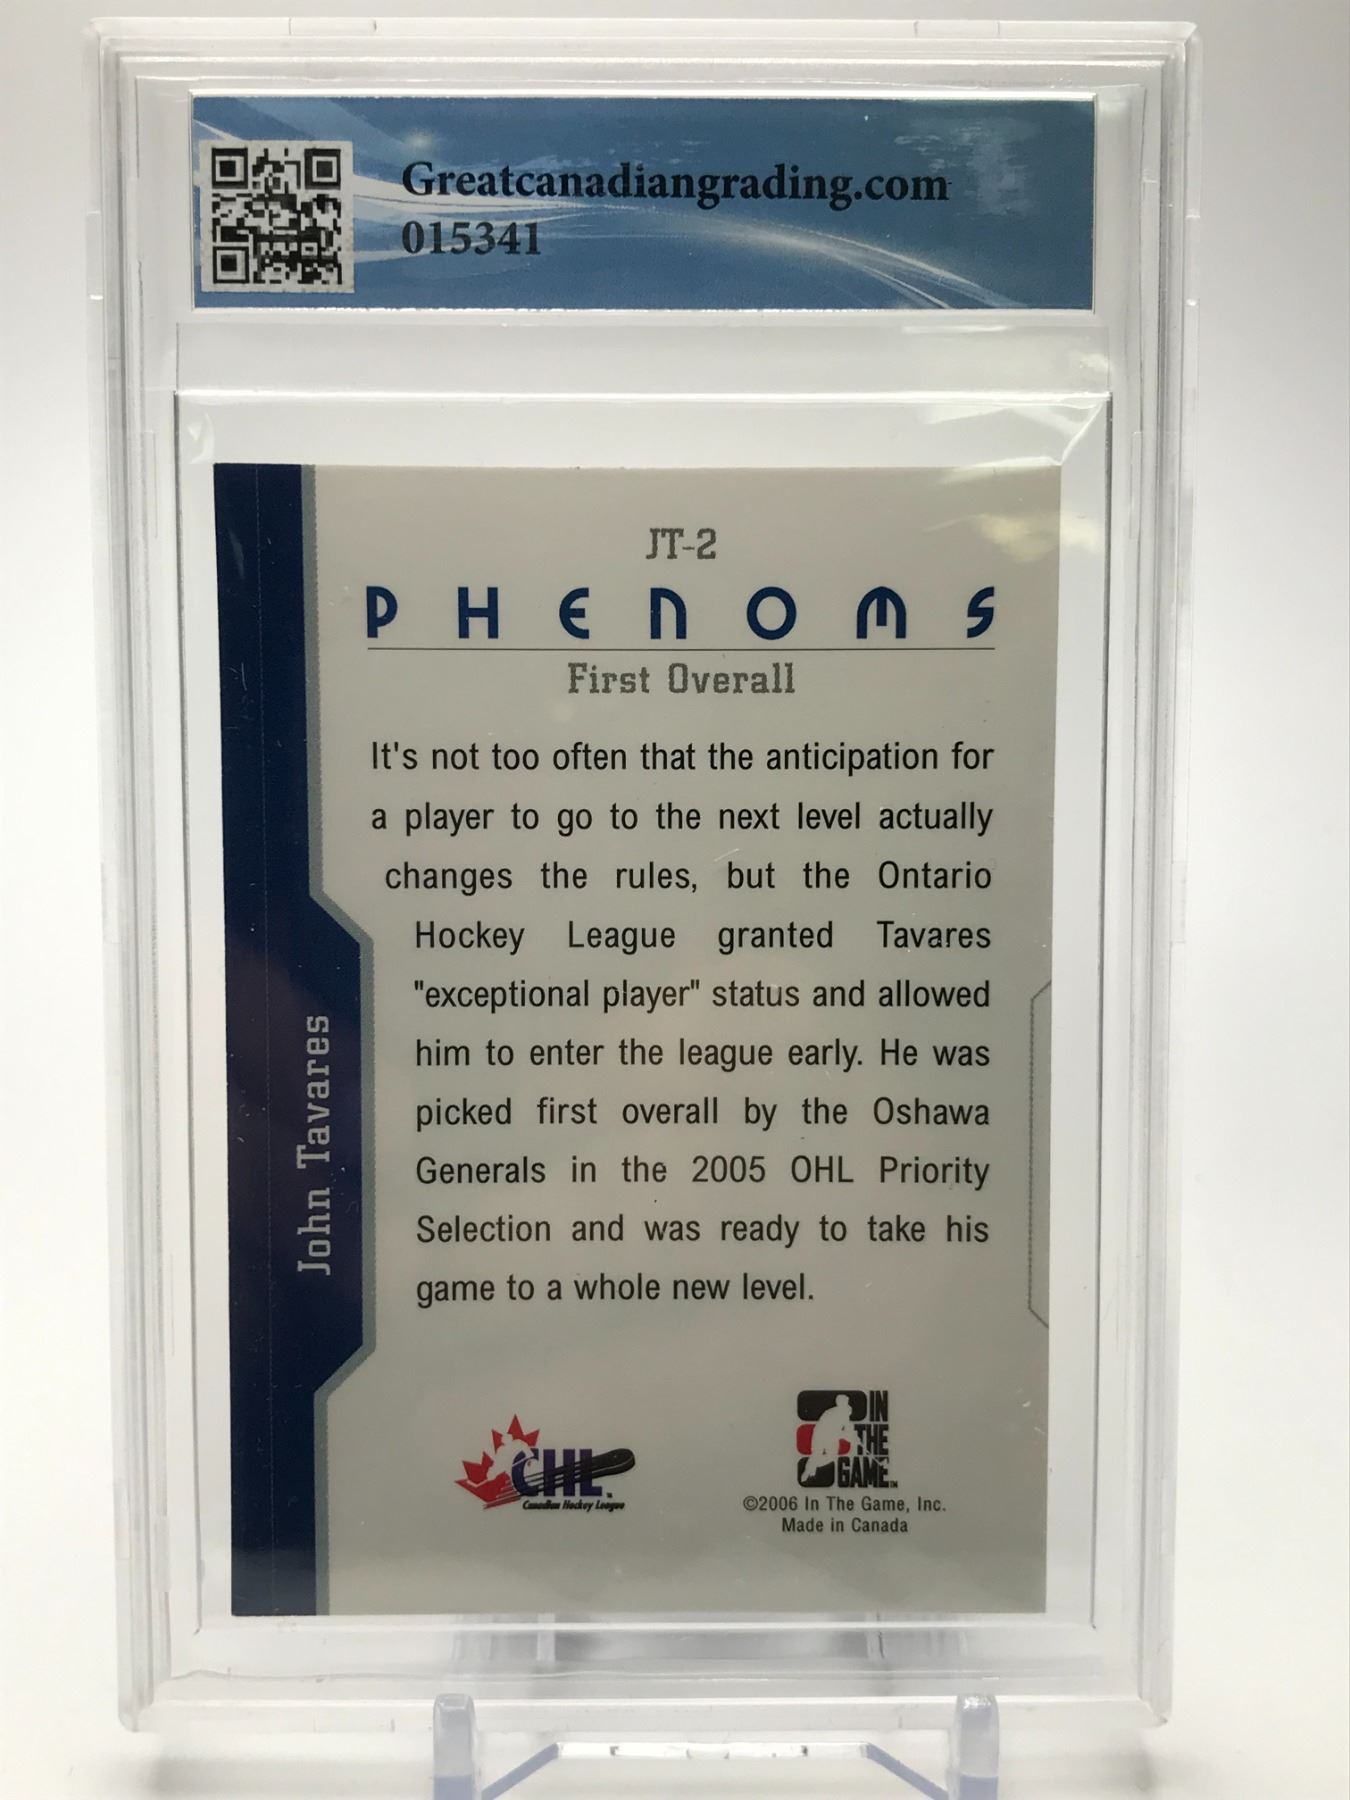 Greatcanadiangrading.com
015341
JT-2
PHENOMS
First Overall
It's not too often that the anticipation for
a player to go to the next level actually
changes the rules, but the Ontario
Hockey League granted Tavares
"exceptional player" status and allowed
him to enter the league early. He was
picked first overall by the Oshawa
Generals in the 2005 OHL Priority
Selection and was ready to take his
game to a whole new level.
John Tavares
CHL™
Canadian Hockey League
IN
THE
GAME™
©2006 In The Game, Inc.
Made in Canada